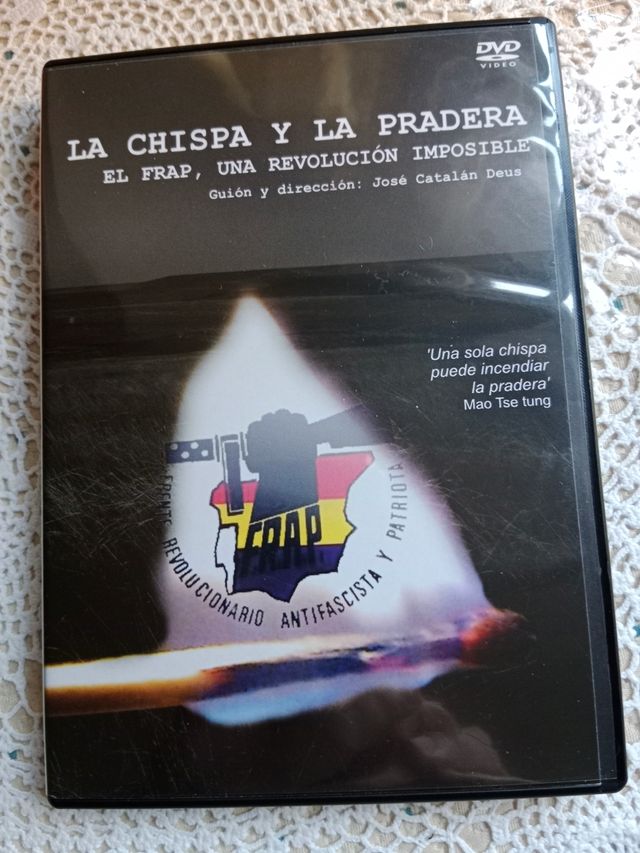 DVD
VIDEO
LA CHISPA Y LA PRADERA
EL FRAP, UNA REVOLUCIÓN IMPOSIBLE
Guión y dirección: José Catalán Deus
'Una sola chispa
puede incendiar
la pradera'
Mao Tse tung
F.R.A.P.
FRENTE REVOLUCIONARIO ANTIFASCISTA Y PATRIOTA